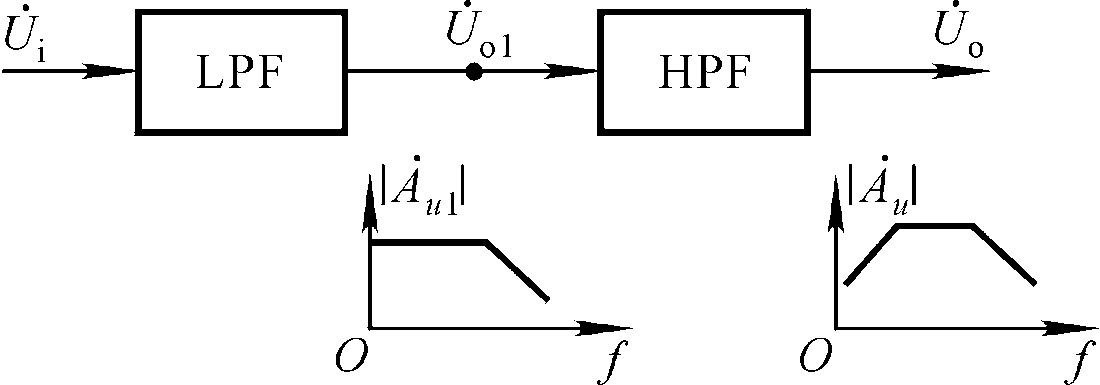 U̇i LPF U̇o1 HPF U̇o
|Ȧu1| |Ȧu|
O f O f